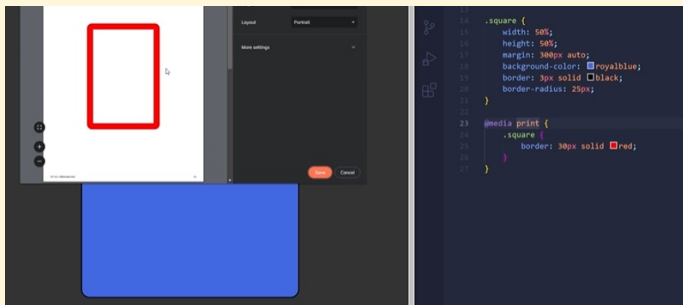 Layout
Portrait
More settings
Save
Cancel
14 .square {
15 width: 50%;
16 height: 50%;
17 margin: 300px auto;
18 background-color: royalblue;
19 border: 3px solid black;
20 border-radius: 25px;
21 }
22
23 @media print {
24 .square {
25 border: 30px solid red;
26 }
27 }